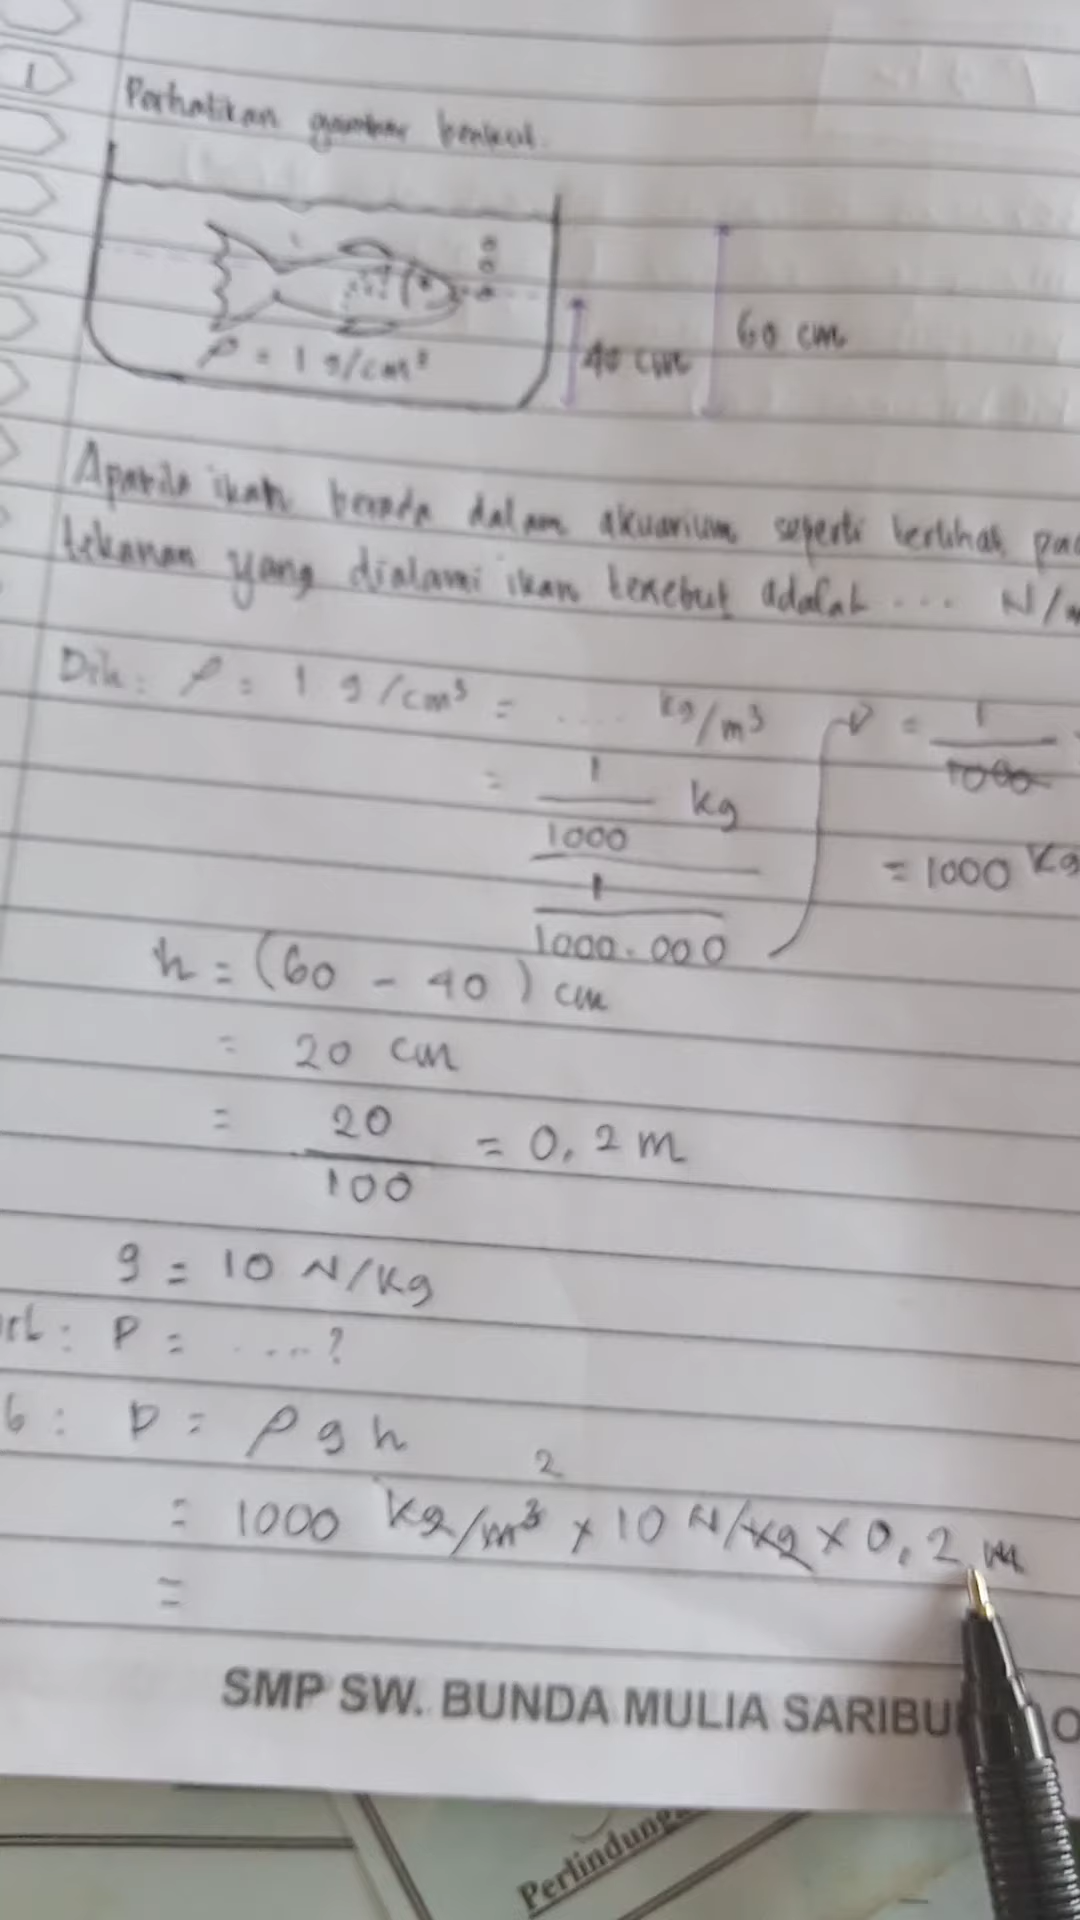 1
Perhatikan gambar berikut.
ρ = 1 g/cm³
40 cm
60 cm
Apabila ikan berada dalam akuarium seperti terlihat pa
tekanan yang dialami ikan tersebut adalah ... N/
Dik: ρ = 1 g/cm³ = .... kg/m³
= 1/1000 kg
1/1000.000
= 1/1000
= 1000 kg
h = (60 - 40) cm
= 20 cm
= 20/100 = 0,2 m
g = 10 N/kg
P = ....?
P = ρ g h
= 1000 kg/m³ 2 × 10 N/kg × 0,2 m
=
SMP SW. BUNDA MULIA SARIBU
Perlindung